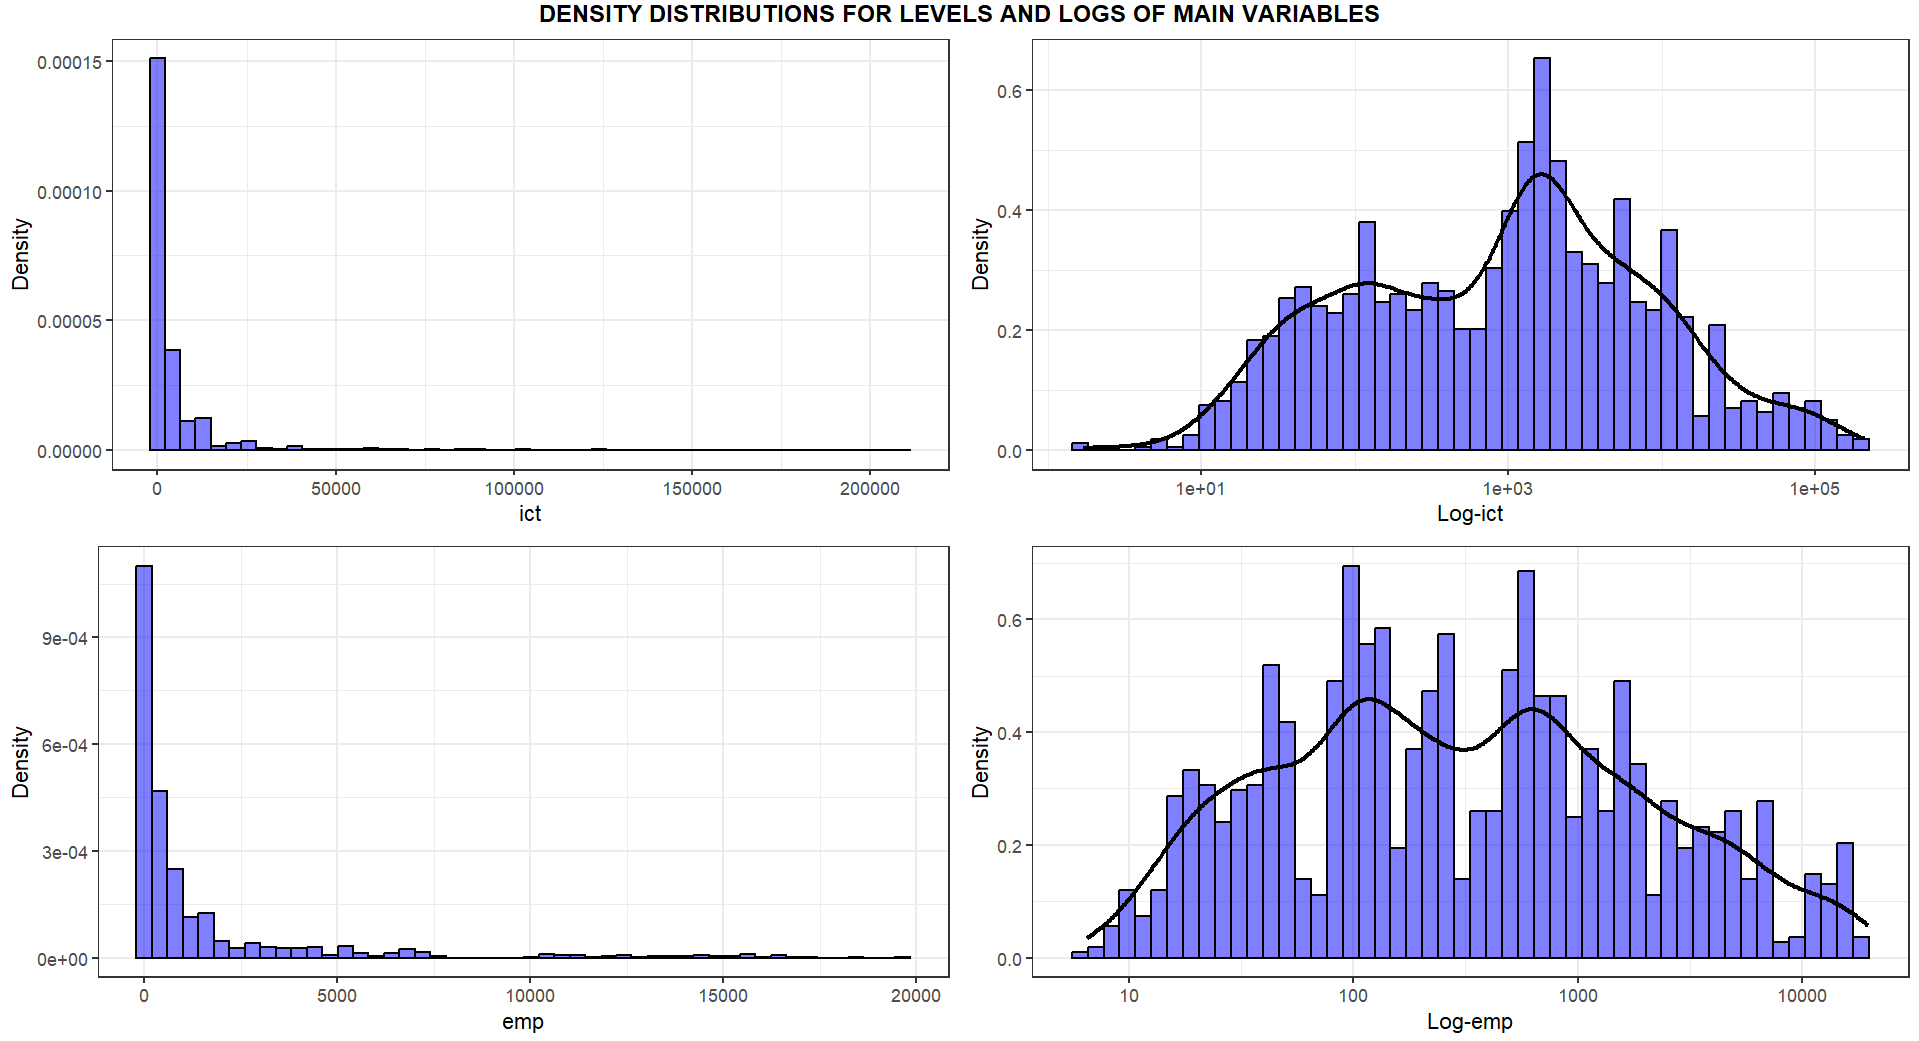 DENSITY DISTRIBUTIONS FOR LEVELS AND LOGS OF MAIN VARIABLES
Density
0.00015
0.00010
0.00005
0.00000
0 50000 100000 150000 200000
ict
Density
0.6
0.4
0.2
0.0
1e+01 1e+03 1e+05
Log-ict
Density
9e-04
6e-04
3e-04
0e+00
0 5000 10000 15000 20000
emp
Density
0.6
0.4
0.2
0.0
10 100 1000 10000
Log-emp